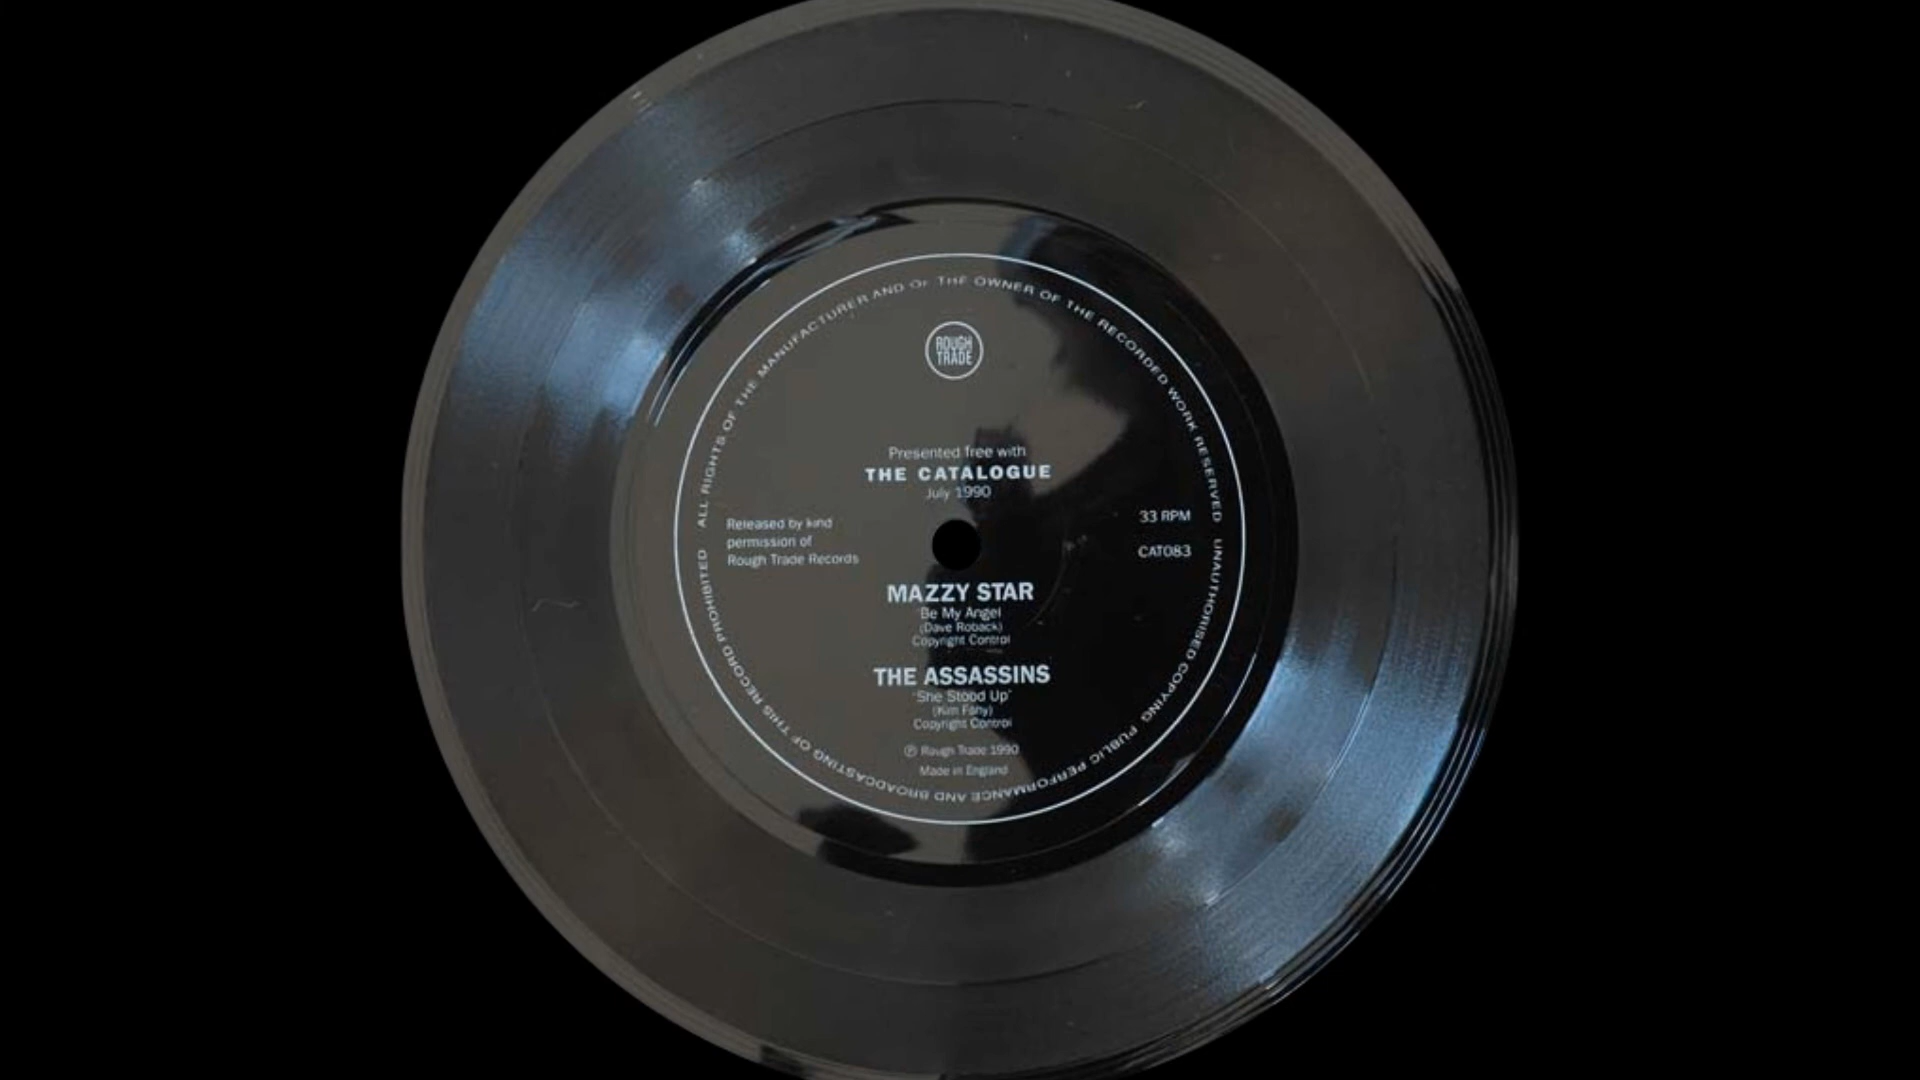 ALL RIGHTS OF THE MANUFACTURER AND OF THE OWNER OF THE RECORDED WORK RESERVED UNAUTHORISED COPYING PUBLIC PERFORMANCE AND BROADCASTING OF THIS RECORD PROHIBITED
ROUGH
TRADE
Presented free with
THE CATALOGUE
July 1990
Released by kind
permission of
Rough Trade Records
33 RPM
CAT083
MAZZY STAR
"Be My Angel
(Dave Roback)
Copyright Control
THE ASSASSINS
"She Stood Up"
(Kim Fahy)
Copyright Control
℗ Rough Trade 1990
Made in England